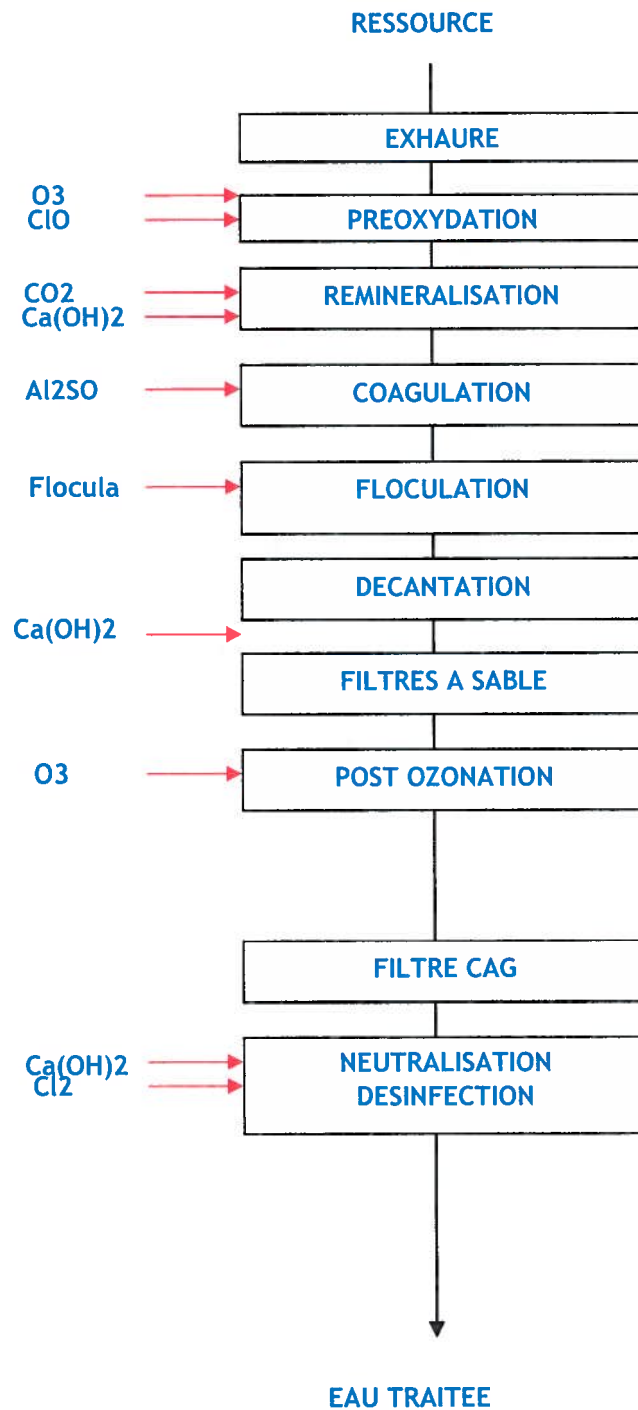 RESSOURCE
EXHAURE
O3
ClO
PREOXYDATION
CO2
Ca(OH)2
REMINERALISATION
Al2SO
COAGULATION
Flocula
FLOCULATION
DECANTATION
Ca(OH)2
FILTRES A SABLE
O3
POST OZONATION
FILTRE CAG
Ca(OH)2
Cl2
NEUTRALISATION
DESINFECTION
EAU TRAITEE